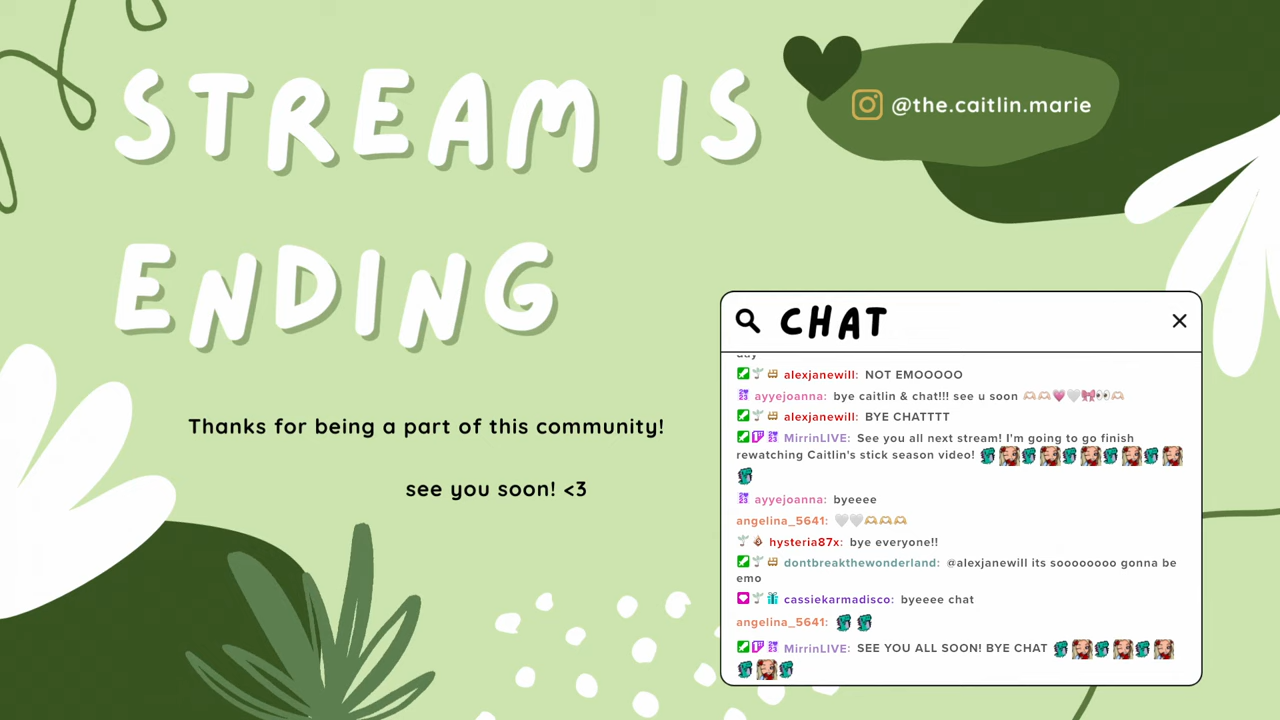 STREAM IS
ENDING
@the.caitlin.marie
Thanks for being a part of this community!
see you soon! <3
CHAT
day
alexjanewill: NOT EMOOOOO
ayyejoanna: bye caitlin & chat!!! see u soon 🫶🏻🫶🏻💗🤍🎀👀🫶🏻
alexjanewill: BYE CHATTTT
MirrinLIVE: See you all next stream! I'm going to go finish
rewatching Caitlin's stick season video!
ayyejoanna: byeeee
angelina_5641: 🤍🤍🫶🏼🫶🏼🫶🏼
hysteria87x: bye everyone!!
dontbreakthewonderland: @alexjanewill its soooooooo gonna be
emo
cassiekarmadisco: byeeee chat
angelina_5641:
MirrinLIVE: SEE YOU ALL SOON! BYE CHAT